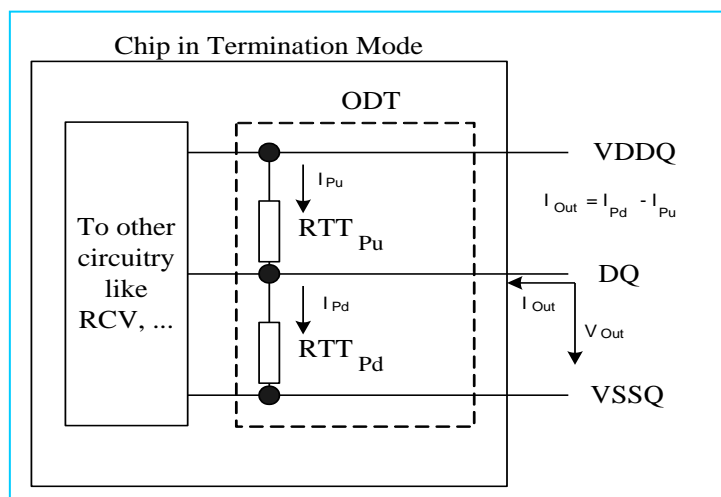 Chip in Termination Mode
ODT
VDDQ
I Pu
I Out = I Pd - I Pu
RTT Pu
To other
circuitry
like
RCV, ...
DQ
I Pd
I Out
V Out
RTT Pd
VSSQ